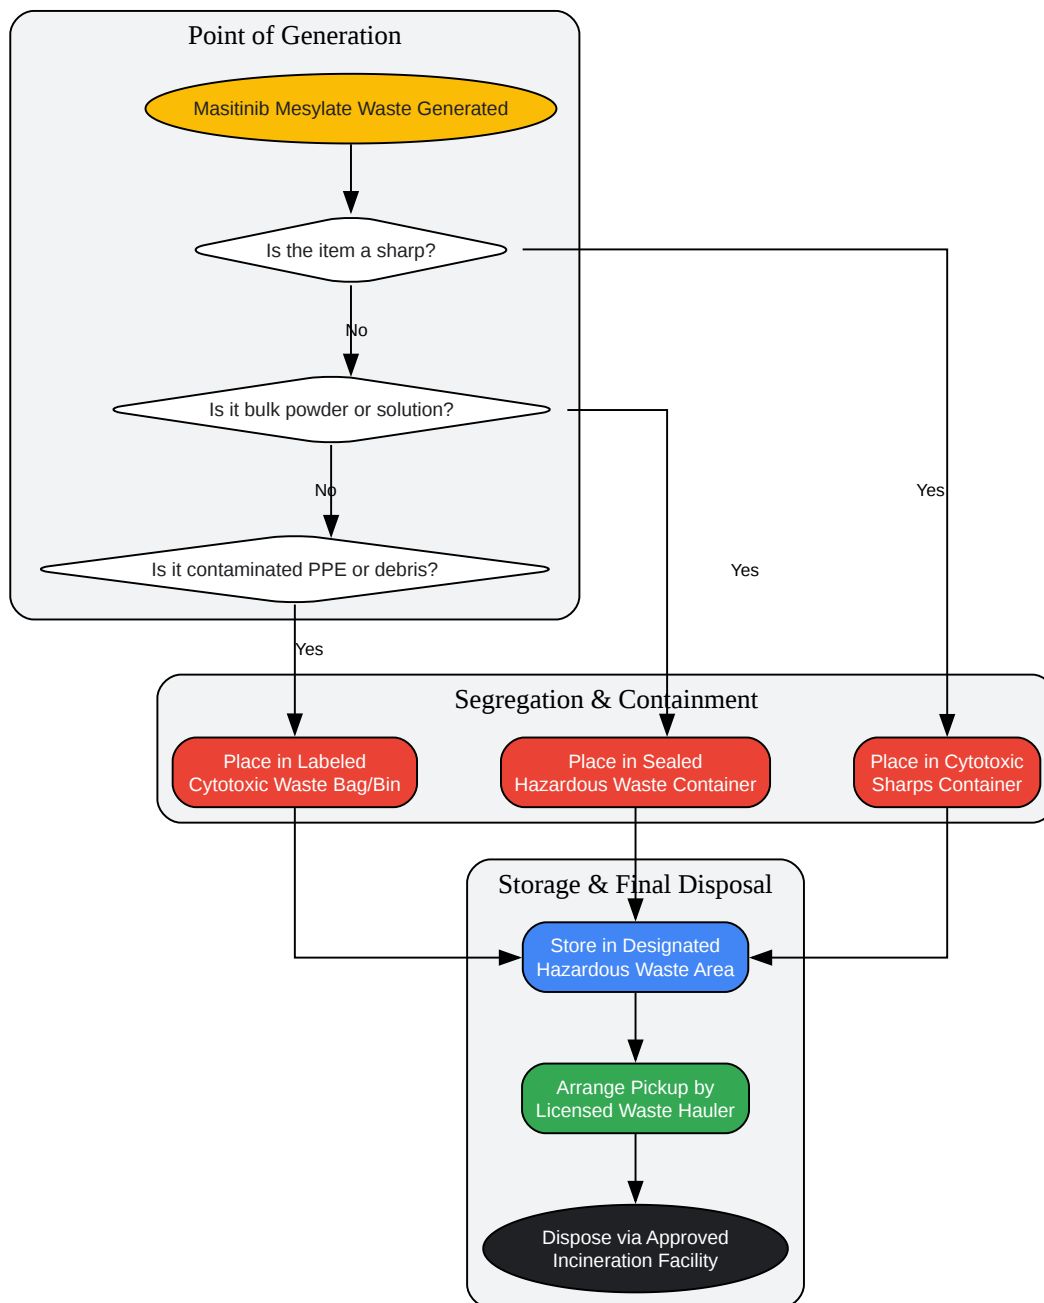 Point of Generation
Masitinib Mesylate Waste Generated
Is the item a sharp?
No
Is it bulk powder or solution?
No
Yes
Is it contaminated PPE or debris?
Yes
Yes
Segregation & Containment
Place in Labeled
Cytotoxic Waste Bag/Bin
Place in Sealed
Hazardous Waste Container
Place in Cytotoxic
Sharps Container
Storage & Final Disposal
Store in Designated
Hazardous Waste Area
Arrange Pickup by
Licensed Waste Hauler
Dispose via Approved
Incineration Facility